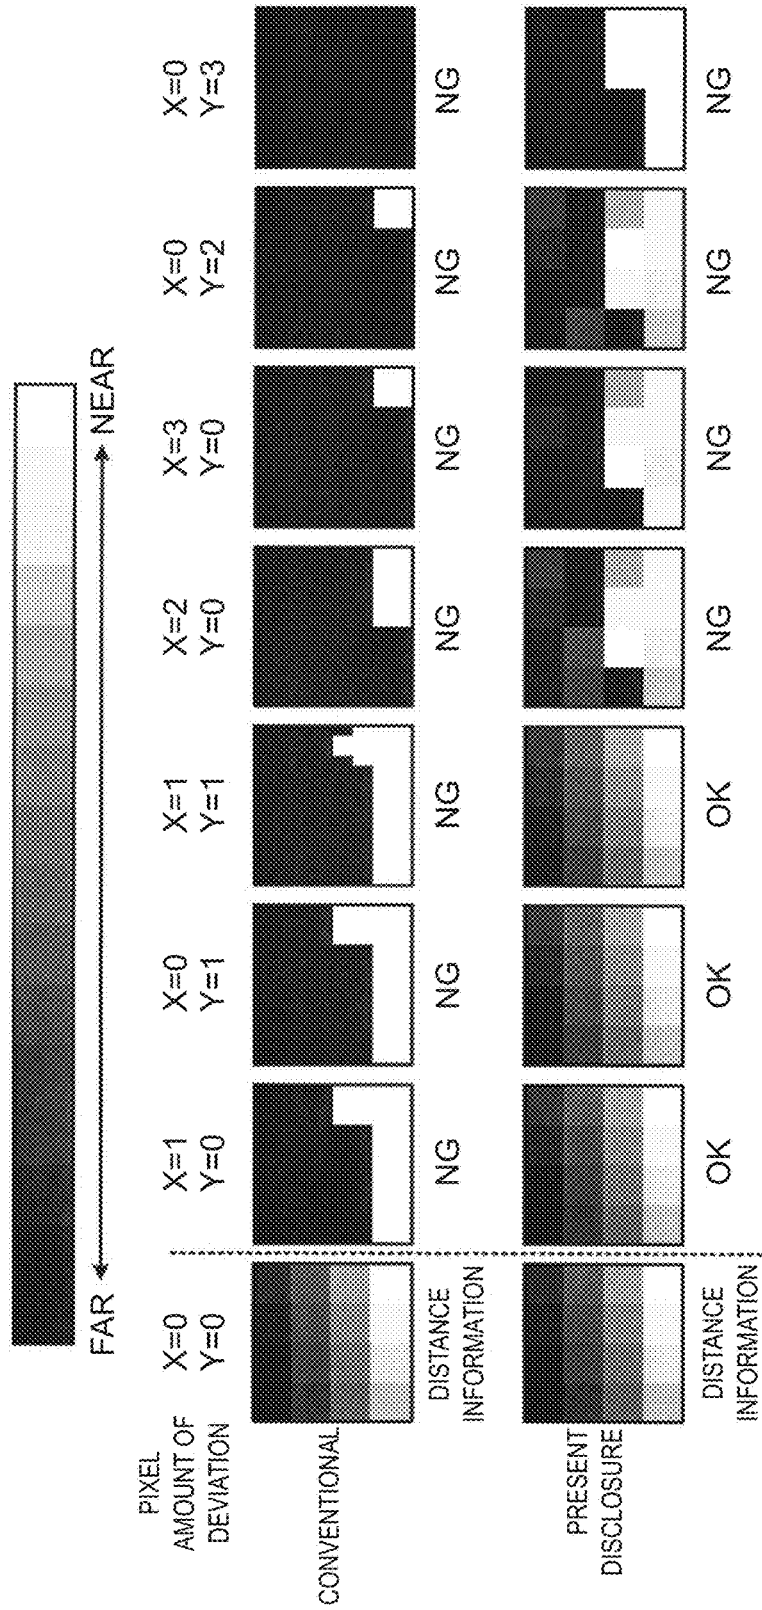 FAR NEAR
PIXEL
AMOUNT OF
DEVIATION
X=0 X=1 X=0 X=1 X=2 X=3 X=0 X=0
Y=0 Y=0 Y=1 Y=1 Y=0 Y=0 Y=2 Y=3
CONVENTIONAL
DISTANCE
INFORMATION
NG NG NG NG NG NG NG
PRESENT
DISCLOSURE
DISTANCE
INFORMATION
OK OK OK NG NG NG NG